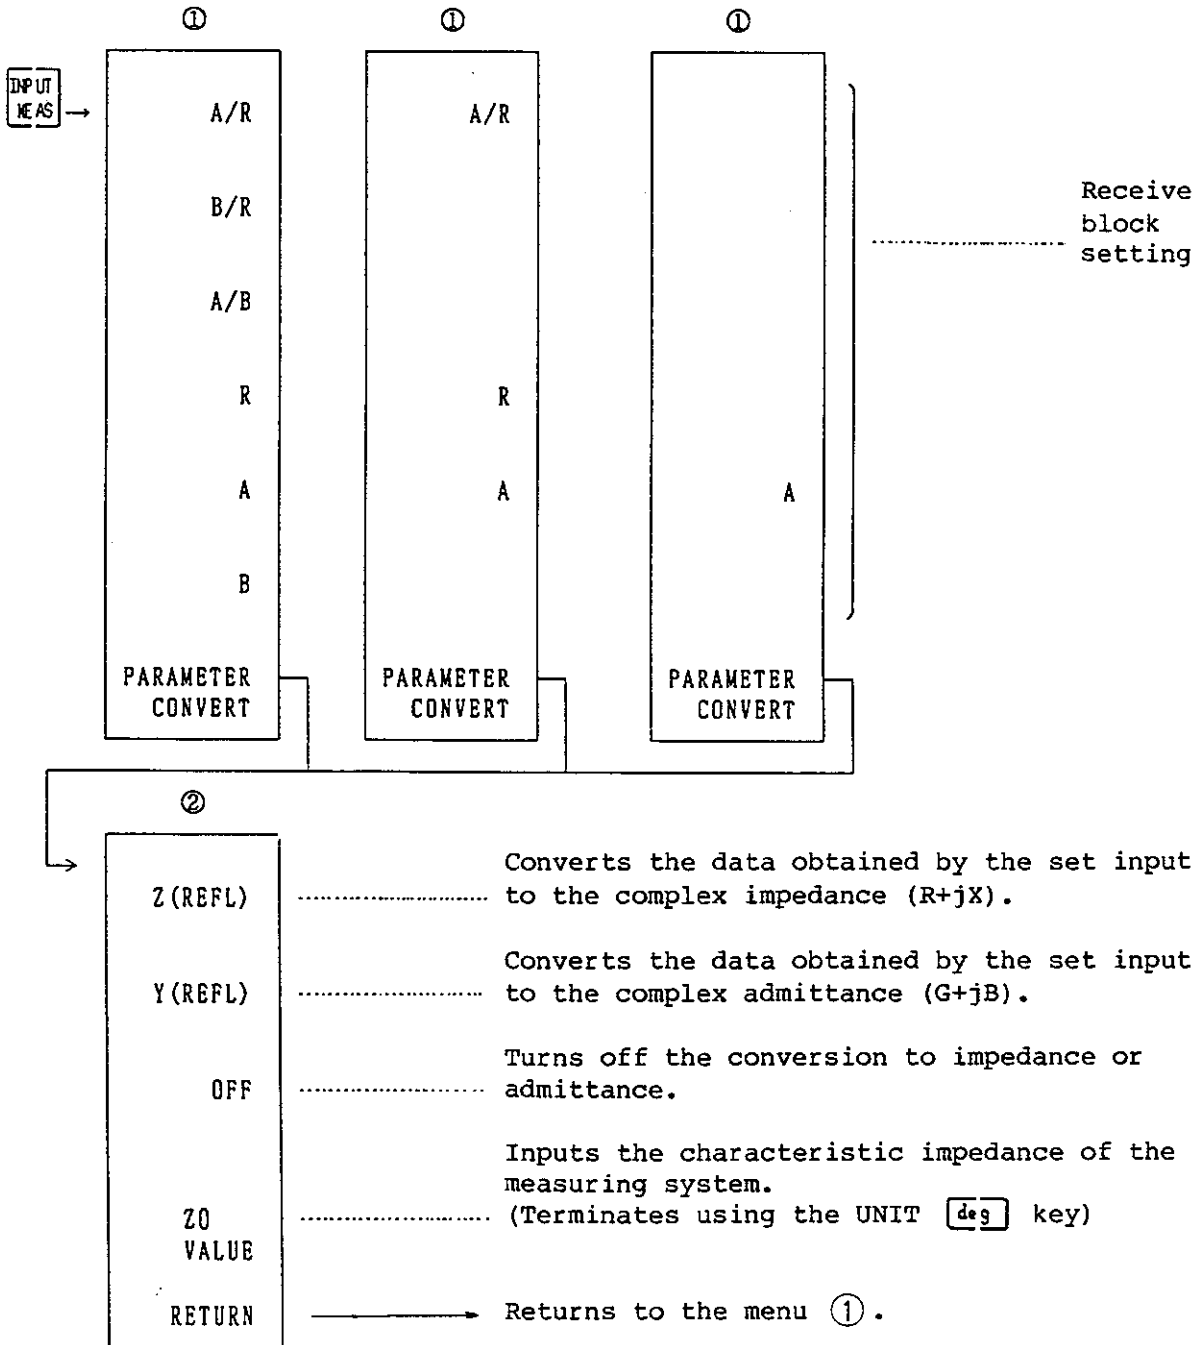 ① ① ①
INPUT
MEAS →
A/R
B/R
A/B
R
A
B
PARAMETER
CONVERT
A/R
R
A
PARAMETER
CONVERT
A
PARAMETER
CONVERT
Receive
block
setting
②
Z(REFL)
Converts the data obtained by the set input
to the complex impedance (R+jX).
Y(REFL)
Converts the data obtained by the set input
to the complex admittance (G+jB).
OFF
Turns off the conversion to impedance or
admittance.
Z0
VALUE
Inputs the characteristic impedance of the
measuring system.
(Terminates using the UNIT deg key)
RETURN
Returns to the menu ①.